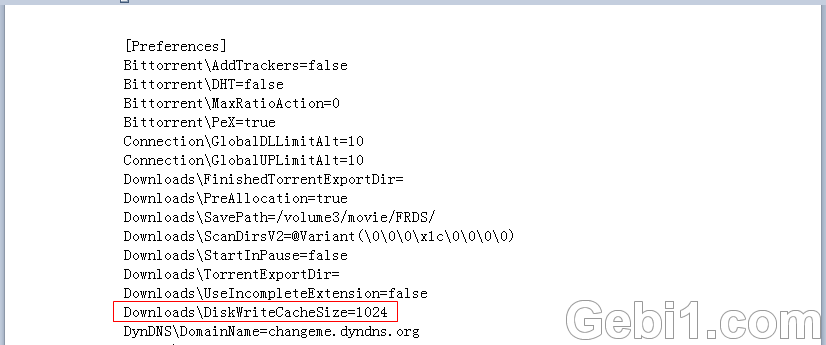 [Preferences]
Bittorrent\AddTrackers=false
Bittorrent\DHT=false
Bittorrent\MaxRatioAction=0
Bittorrent\PeX=true
Connection\GlobalDLLimitAlt=10
Connection\GlobalUPLimitAlt=10
Downloads\FinishedTorrentExportDir=
Downloads\PreAllocation=true
Downloads\SavePath=/volume3/movie/FRDS/
Downloads\ScanDirsV2=@Variant(\0\0\0\x1c\0\0\0\0)
Downloads\StartInPause=false
Downloads\TorrentExportDir=
Downloads\UseIncompleteExtension=false
Downloads\DiskWriteCacheSize=1024
DynDNS\DomainName=changeme.dyndns.org
Gebi1.com